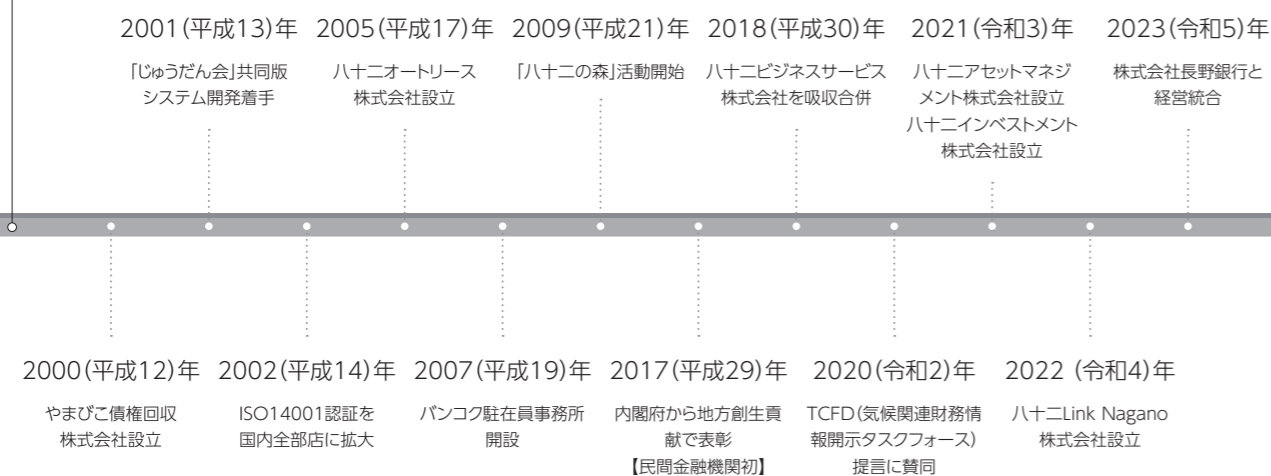 2001(平成13)年
「じゅうだん会」共同版
システム開発着手
2005(平成17)年
八十二オートリース
株式会社設立
2009(平成21)年
「八十二の森」活動開始
2018(平成30)年
八十二ビジネスサービス
株式会社を吸収合併
2021(令和3)年
八十二アセットマネジ
メント株式会社設立
八十二インベストメント
株式会社設立
2023(令和5)年
株式会社長野銀行と
経営統合
2000(平成12)年
やまびこ債権回収
株式会社設立
2002(平成14)年
ISO14001認証を
国内全部店に拡大
2007(平成19)年
バンコク駐在員事務所
開設
2017(平成29)年
内閣府から地方創生貢
献で表彰
【民間金融機関初】
2020(令和2)年
TCFD(気候関連財務情
報開示タスクフォース)
提言に賛同
2022 (令和4)年
八十二Link Nagano
株式会社設立